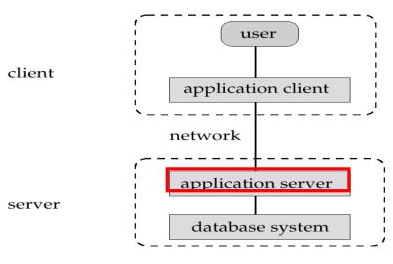 user
client
application client
network
application server
server
database system